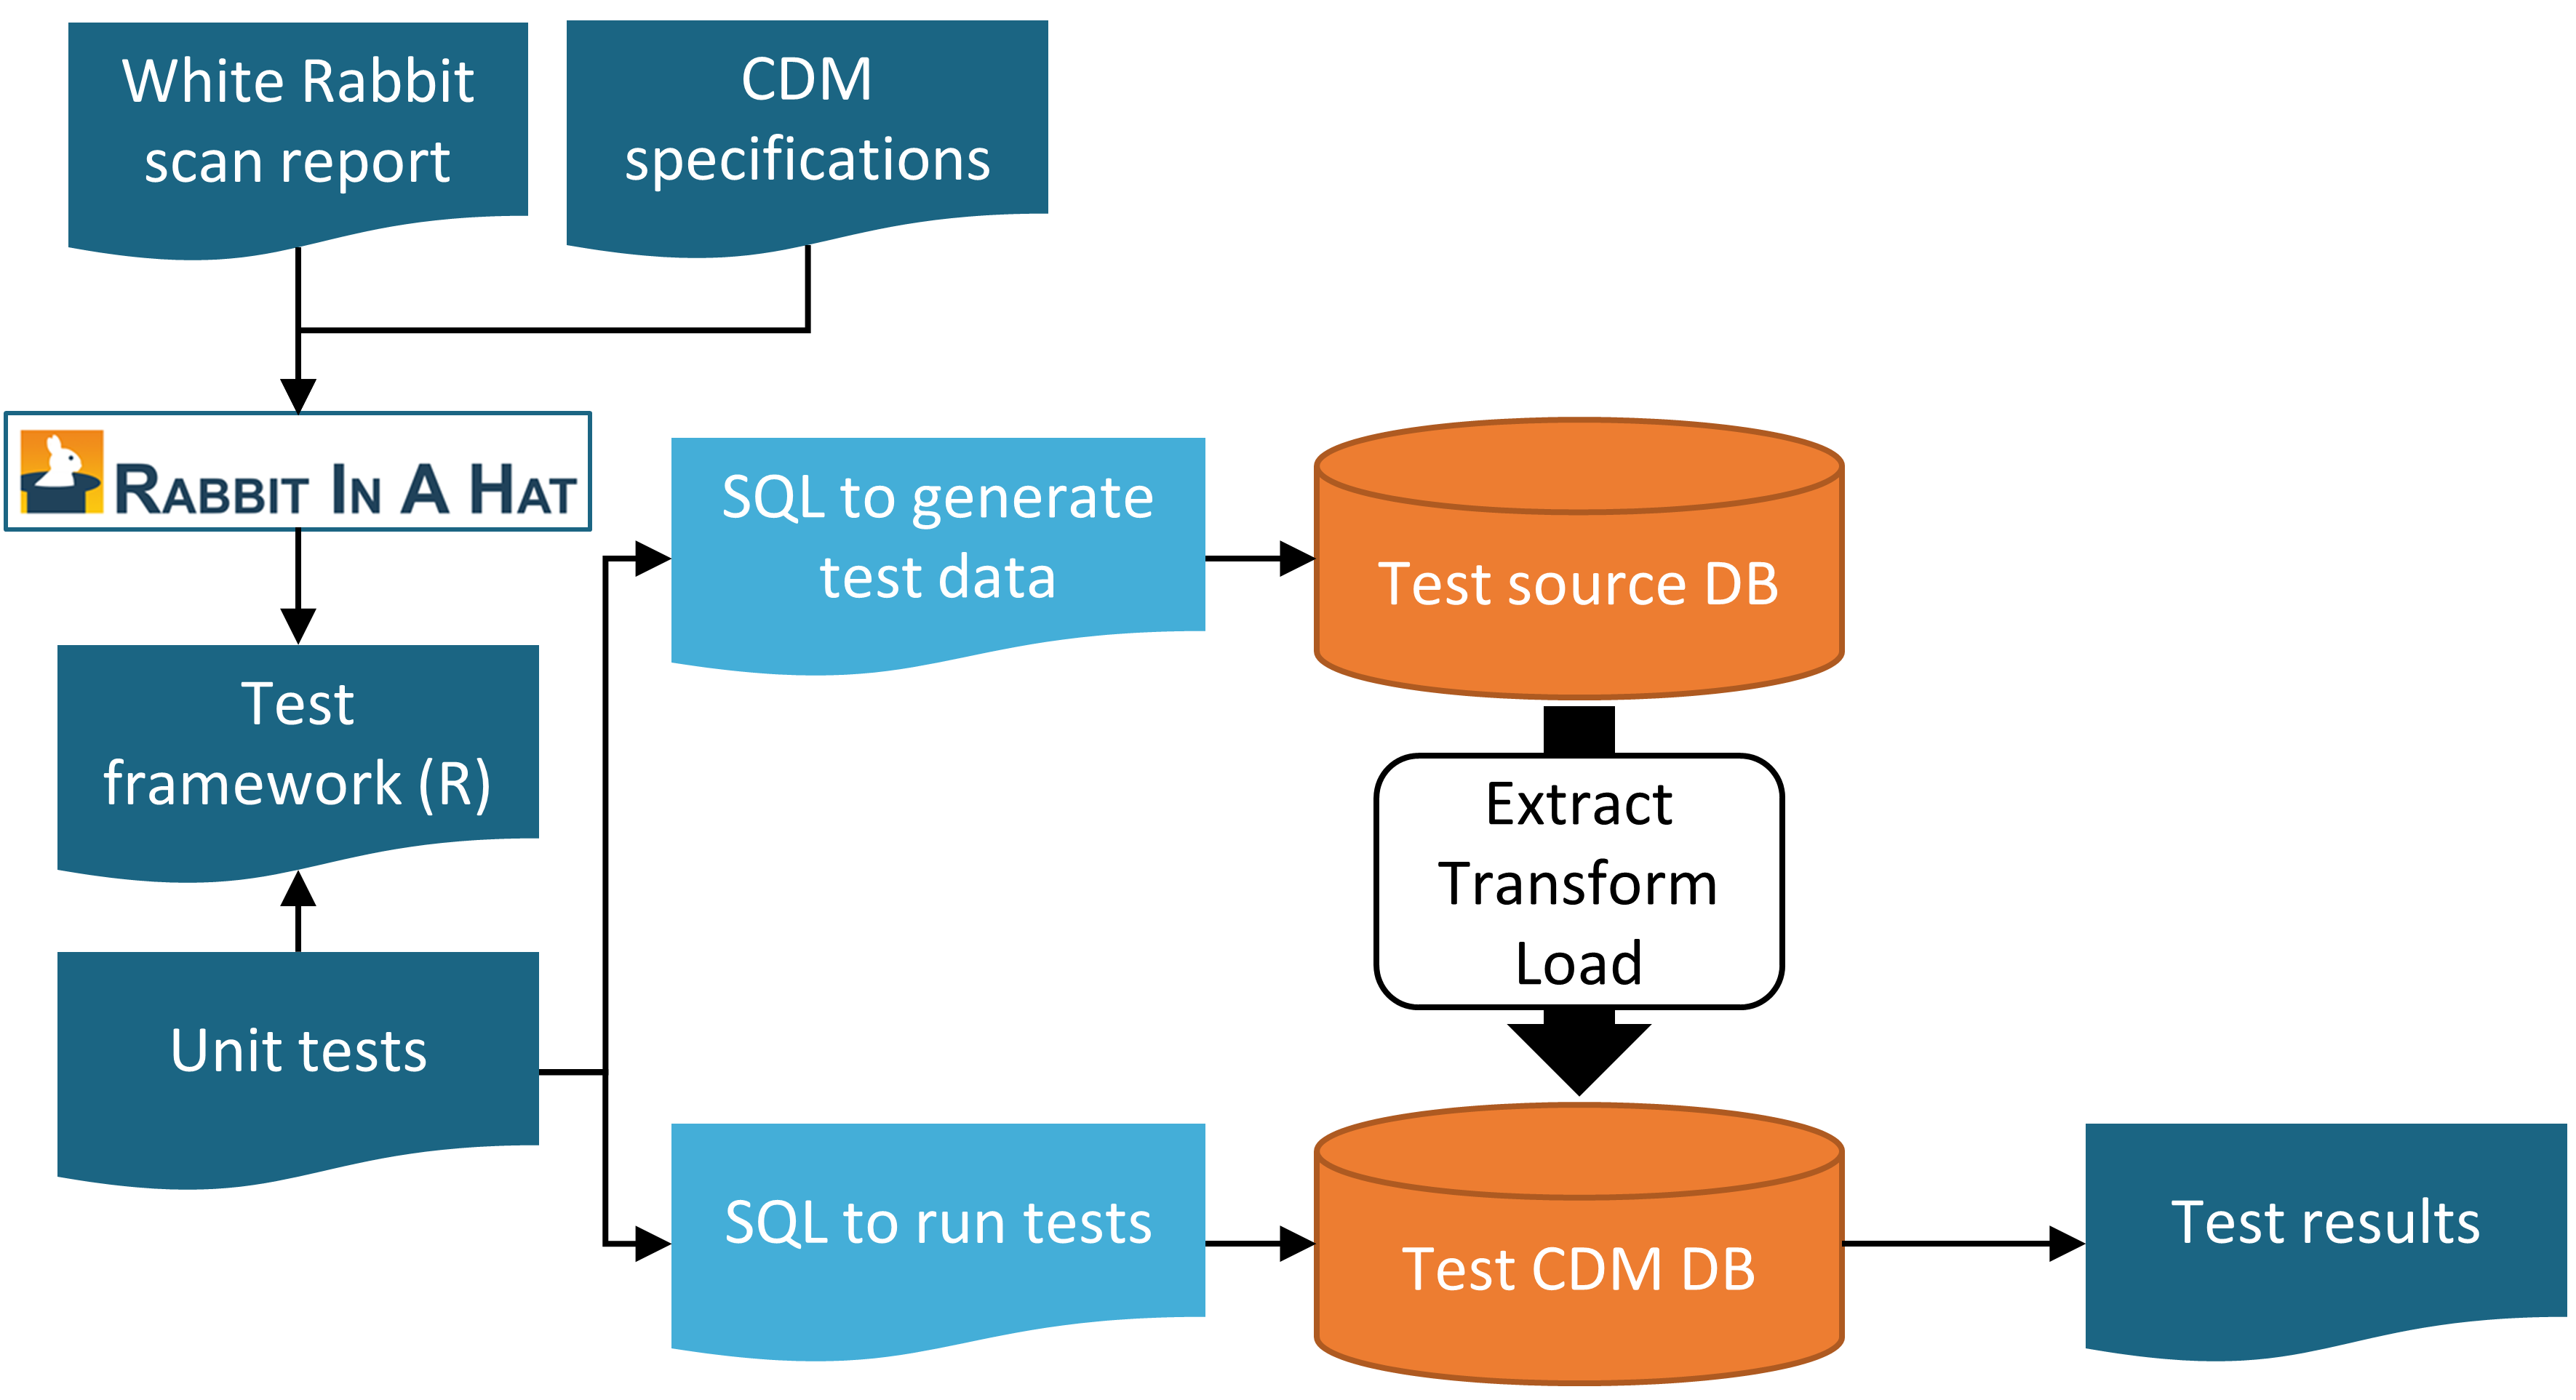 White Rabbit
scan report
CDM
specifications
RABBIT IN A HAT
SQL to generate
test data
Test source DB
Test
framework (R)
Extract
Transform
Load
Unit tests
SQL to run tests
Test CDM DB
Test results